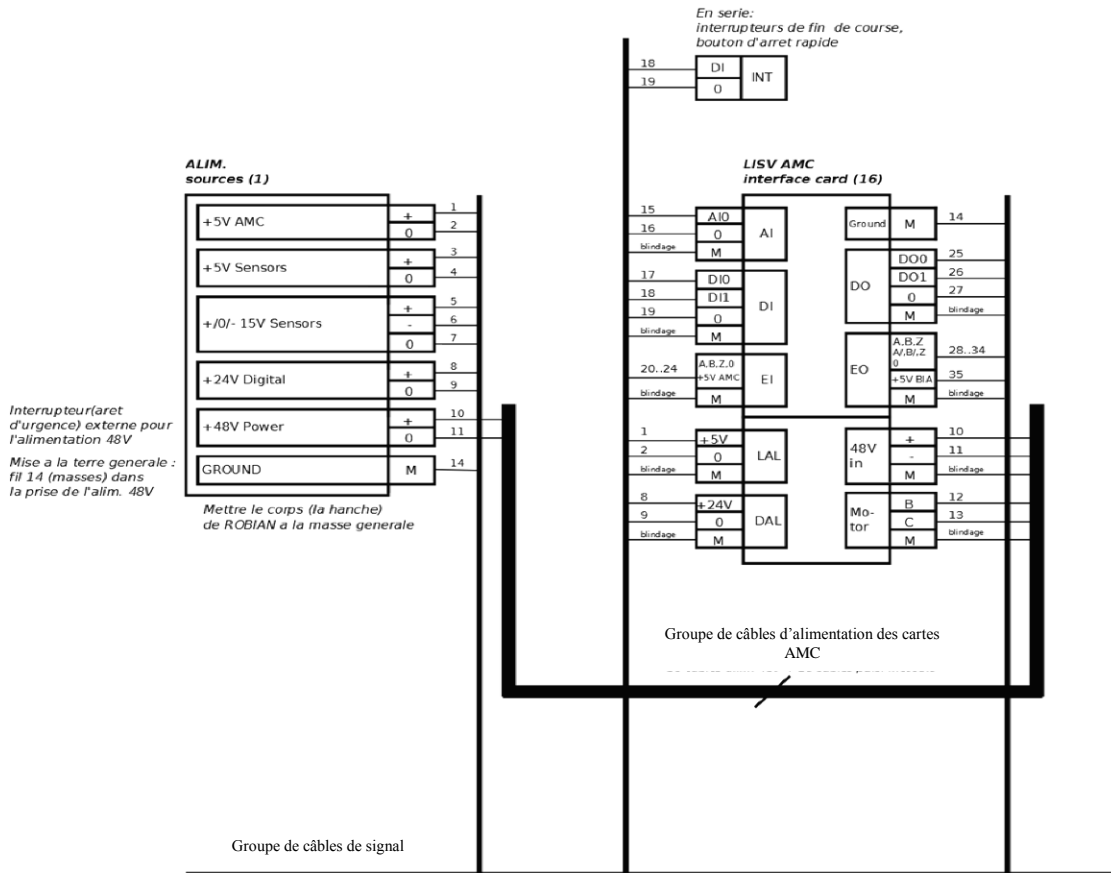 En serie:
interrupteurs de fin de course,
bouton d'arret rapide
18
19
DI
0
INT
ALIM.
sources (1)
+5V AMC
+
0
1
2
+5V Sensors
+
0
3
4
+/0/- 15V Sensors
+
-
0
5
6
7
+24V Digital
+
0
8
9
+48V Power
+
0
10
11
GROUND
M
14
Interrupteur(aret
d'urgence) externe pour
l'alimentation 48V
Mise a la terre generale :
fil 14 (masses) dans
la prise de l'alim. 48V
Mettre le corps (la hanche)
de ROBIAN a la masse generale
LISV AMC
interface card (16)
15
16
blindage
AI0
0
M
AI
17
18
19
blindage
DI0
DI1
0
M
DI
20..24
blindage
A,B,Z,0
+5V AMC
M
EI
1
2
blindage
+5V
0
M
LAL
8
9
blindage
+24V
0
M
DAL
Ground
M
14
DO
DO0
DO1
0
M
25
26
27
blindage
EO
A,B,Z
A/,B/,Z
0
+5V BIA
M
28..34
35
blindage
48V
in
+
-
M
10
11
blindage
Mo-
tor
B
C
M
12
13
blindage
Groupe de câbles d’alimentation des cartes
AMC
Groupe de câbles de signal